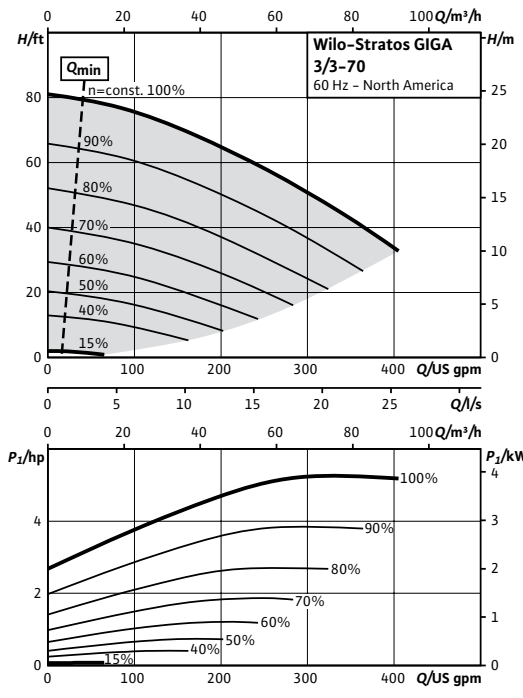 0 20 40 60 80 100 Q/m³/h
H/ft
H/m
Wilo-Stratos GIGA
3/3-70
60 Hz – North America
Qmin
n=const. 100%
90%
80%
70%
60%
50%
40%
15%
80
60
40
20
0
25
20
15
10
5
0
0 100 200 300 400 Q/US gpm
0 5 10 15 20 25 Q/l/s
0 20 40 60 80 100 Q/m³/h
P₁/hp
P₁/kW
100%
90%
80%
70%
60%
50%
40%
15%
4
2
0
4
3
2
1
0
0 100 200 300 400 Q/US gpm